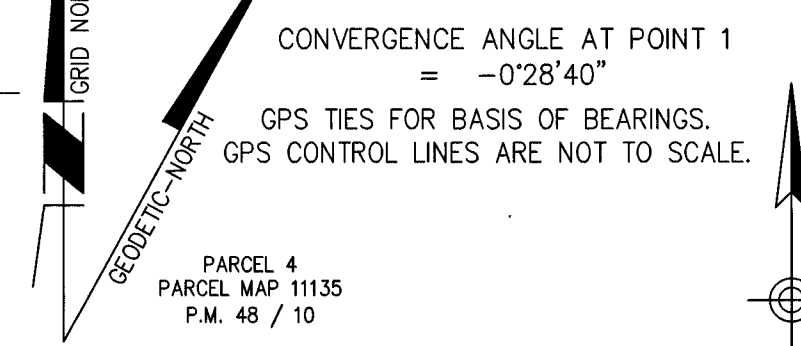 GRID NO
CONVERGENCE ANGLE AT POINT 1
= -0°28'40"
GPS TIES FOR BASIS OF BEARINGS.
GPS CONTROL LINES ARE NOT TO SCALE.
GEODETIC-NORTH
PARCEL 4
PARCEL MAP 11135
P.M. 48 / 10